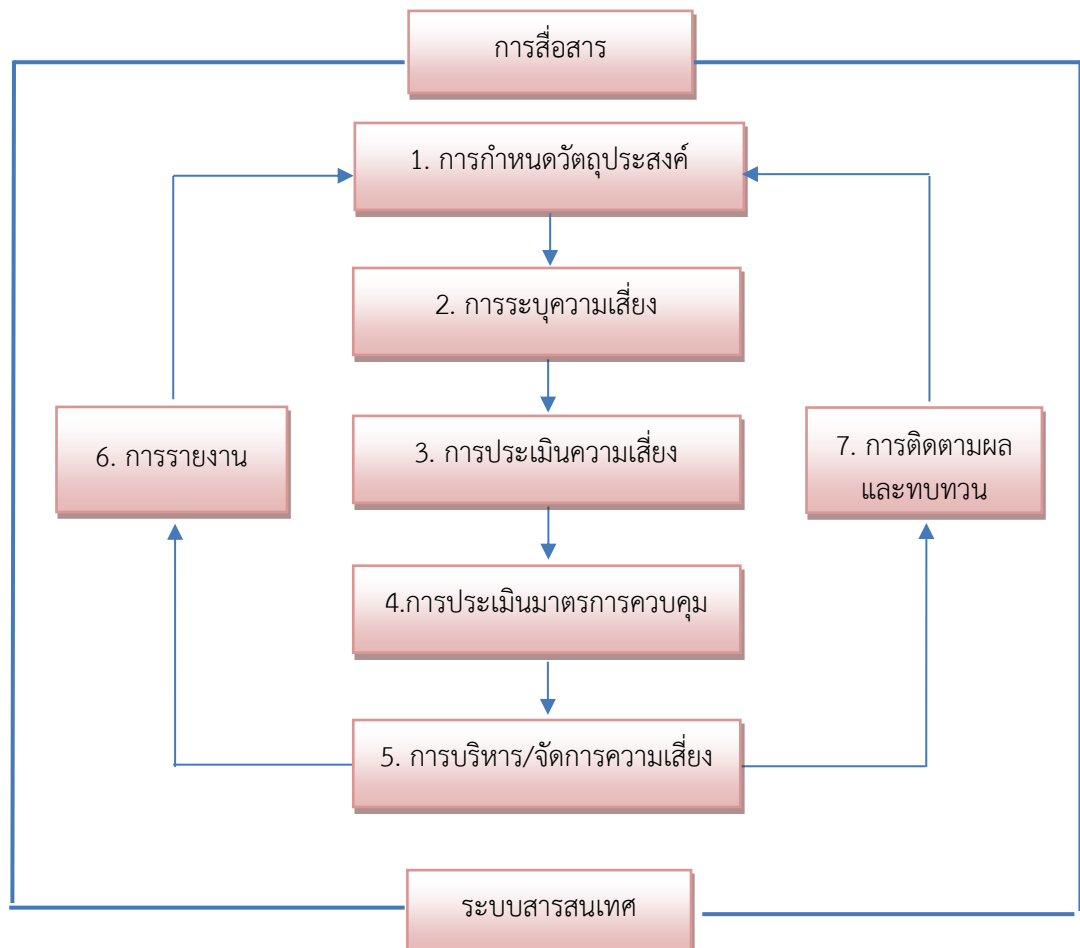 การสื่อสาร
1. การกำหนดวัตถุประสงค์
2. การระบุความเสี่ยง
3. การประเมินความเสี่ยง
6. การรายงาน
7. การติดตามผล
และทบทวน
4.การประเมินมาตรการควบคุม
5. การบริหาร/จัดการความเสี่ยง
ระบบสารสนเทศ